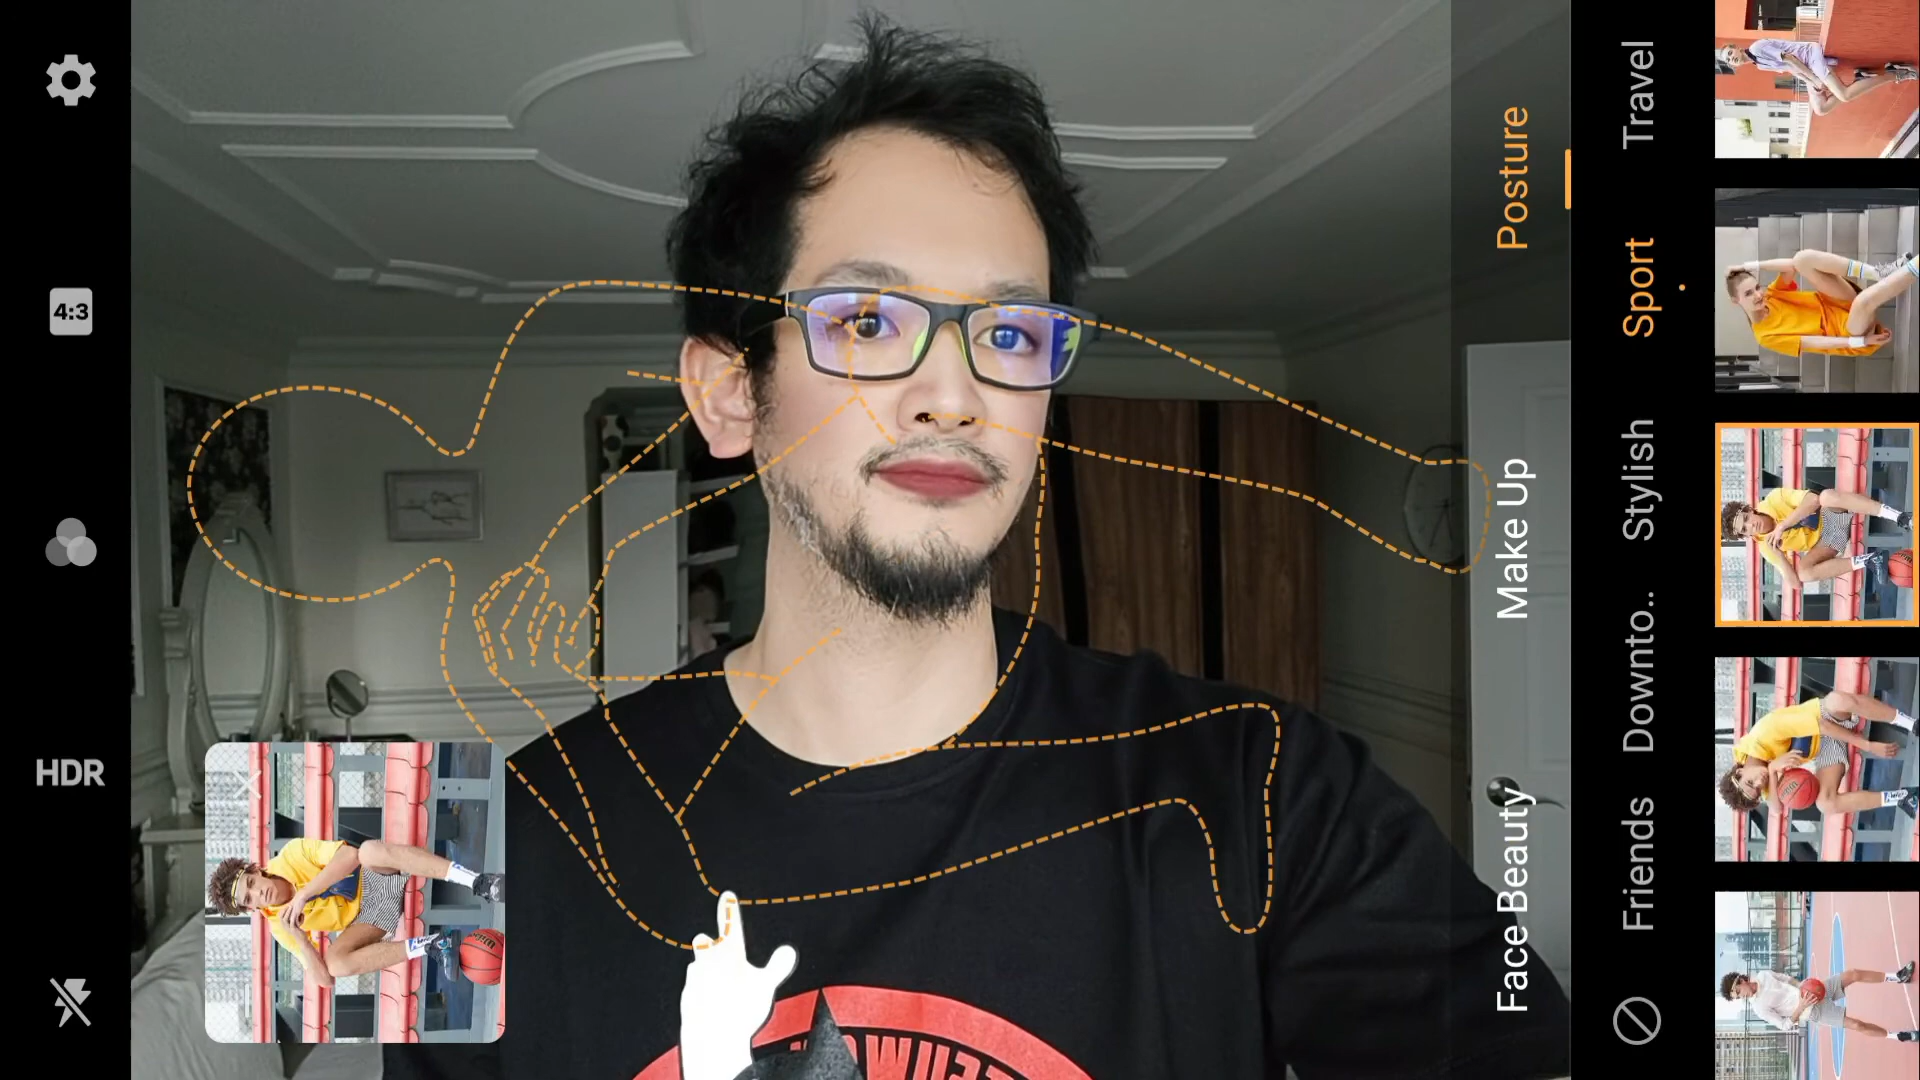 4:3
HDR
Posture
Make Up
Face Beauty
Travel
Sport
Stylish
Downto..
Friends